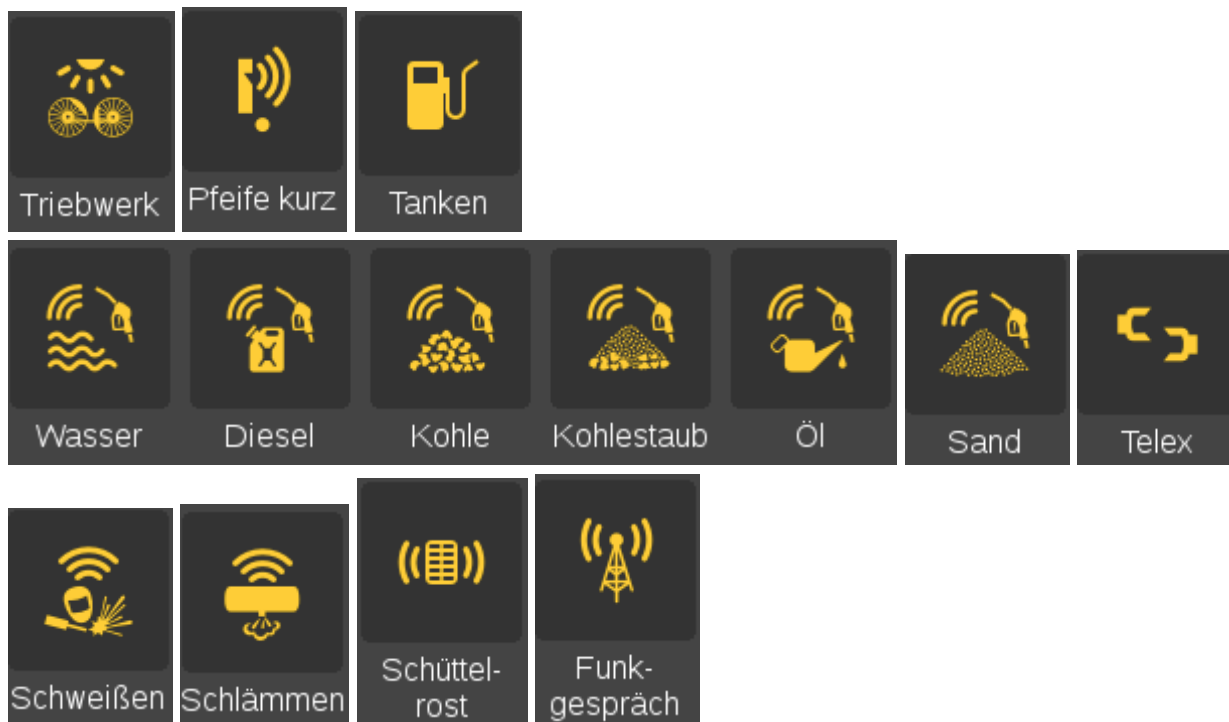 Triebwerk Pfeife kurz Tanken
Wasser Diesel Kohle Kohlestaub Öl Sand Telex
Schweißen Schlämmen Schüttel- Funk-
rost gespräch